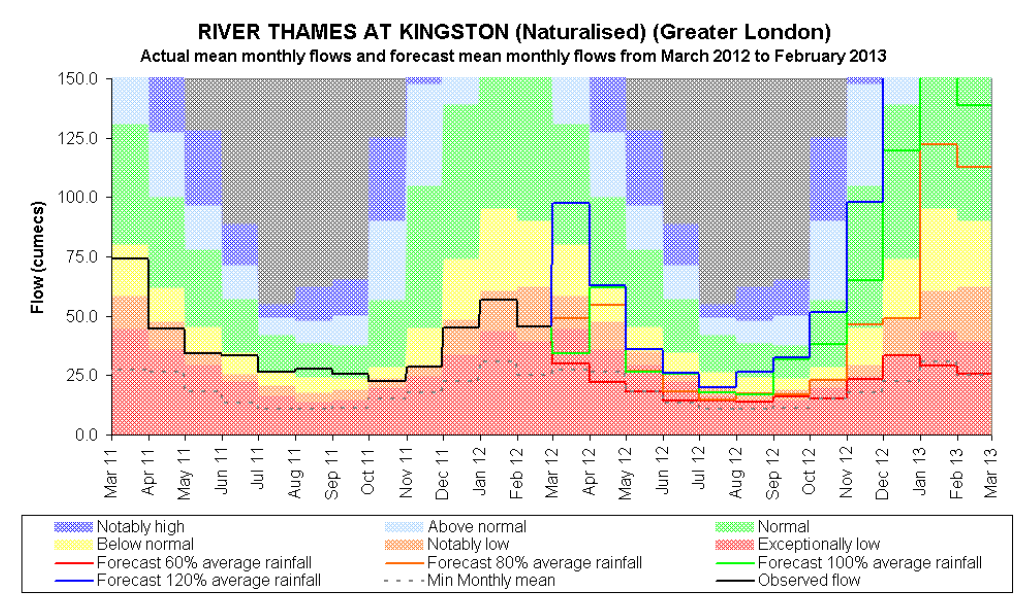 RIVER THAMES AT KINGSTON (Naturalised) (Greater London)
Actual mean monthly flows and forecast mean monthly flows from March 2012 to February 2013
150.0
125.0
100.0
75.0
50.0
25.0
0.0
Flow (cumecs)
Mar 11
Apr 11
May 11
Jun 11
Jul 11
Aug 11
Sep 11
Oct 11
Nov 11
Dec 11
Jan 12
Feb 12
Mar 12
Apr 12
May 12
Jun 12
Jul 12
Aug 12
Sep 12
Oct 12
Nov 12
Dec 12
Jan 13
Feb 13
Mar 13
Notably high
Above normal
Normal
Below normal
Notably low
Exceptionally low
Forecast 60% average rainfall
Forecast 80% average rainfall
Forecast 100% average rainfall
Forecast 120% average rainfall
Min Monthly mean
Observed flow